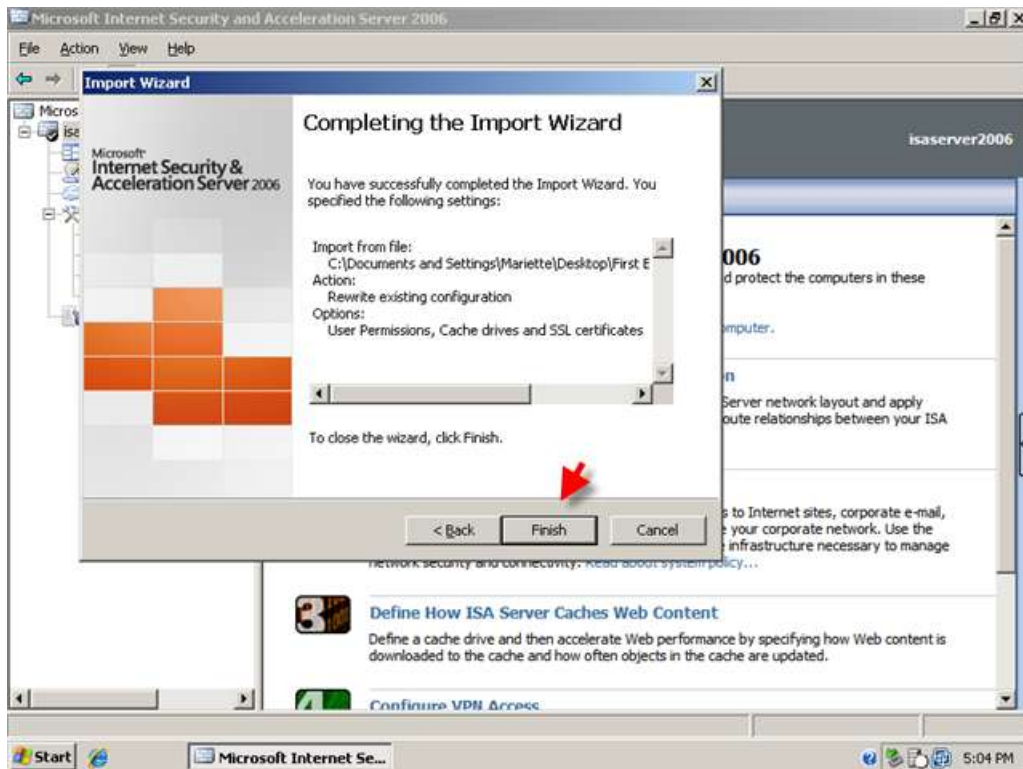 Microsoft Internet Security and Acceleration Server 2006
File Action View Help
Import Wizard
Micros
isa
Microsoft
Internet Security &
Acceleration Server 2006
Completing the Import Wizard
You have successfully completed the Import Wizard. You
specified the following settings:
Import from file:
C:\Documents and Settings\Mariette\Desktop\First E
Action:
Rewrite existing configuration
Options:
User Permissions, Cache drives and SSL certificates
To close the wizard, click Finish.
< Back Finish Cancel
isaserver2006
006
d protect the computers in these
omputer.
n
Server network layout and apply
oute relationships between your ISA
s to Internet sites, corporate e-mail,
your corporate network. Use the
infrastructure necessary to manage
network security and connectivity. Read about system policy...
3
Define How ISA Server Caches Web Content
Define a cache drive and then accelerate Web performance by specifying how Web content is
downloaded to the cache and how often objects in the cache are updated.
4
Configure VPN Access
Start Microsoft Internet Se... 5:04 PM